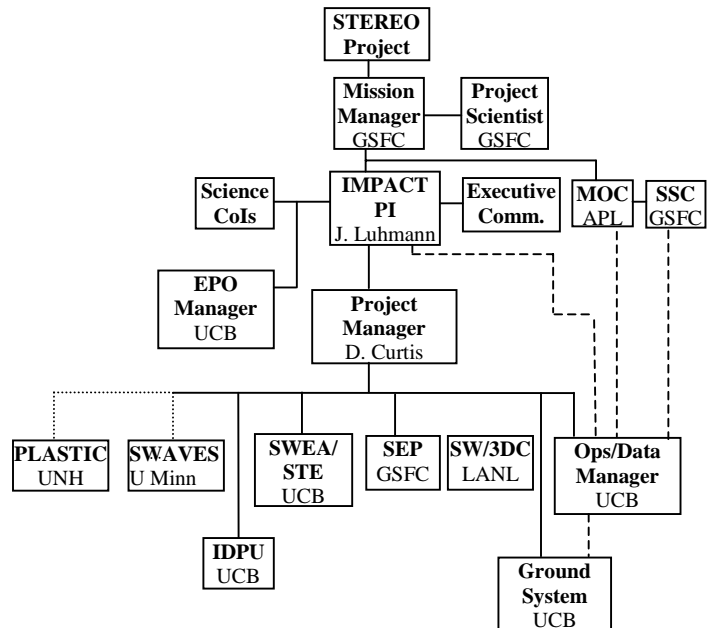 STEREO
Project
Mission
Manager
GSFC
Project
Scientist
GSFC
Science
CoIs
IMPACT
PI
J. Luhmann
Executive
Comm.
MOC
APL
SSC
GSFC
EPO
Manager
UCB
Project
Manager
D. Curtis
PLASTIC
UNH
SWAVES
U Minn
SWEA/
STE
UCB
SEP
GSFC
SW/3DC
LANL
Ops/Data
Manager
UCB
IDPU
UCB
Ground
System
UCB